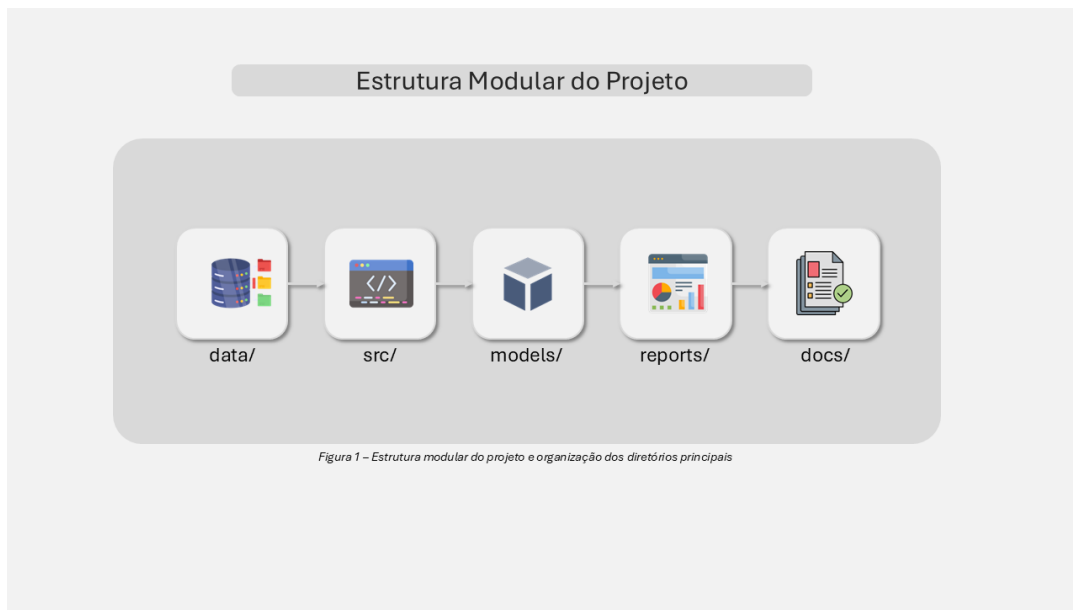 Estrutura Modular do Projeto
data/
src/
models/
reports/
docs/
Figura 1 – Estrutura modular do projeto e organização dos diretórios principais